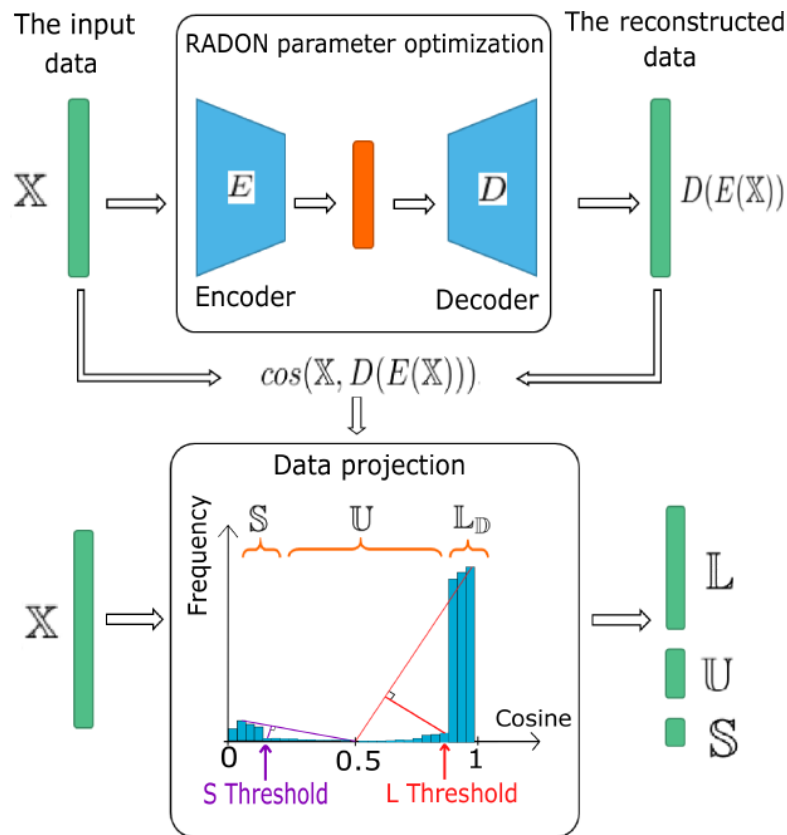 The input
data
RADON parameter optimization
The reconstructed
data
𝕏
E
D
D(E(𝕏))
Encoder
Decoder
cos(𝕏, D(E(𝕏)))
Data projection
Frequency
𝕊
𝕌
𝕃_𝔻
𝕏
Cosine
0
0.5
1
S Threshold
L Threshold
𝕃
𝕌
𝕊